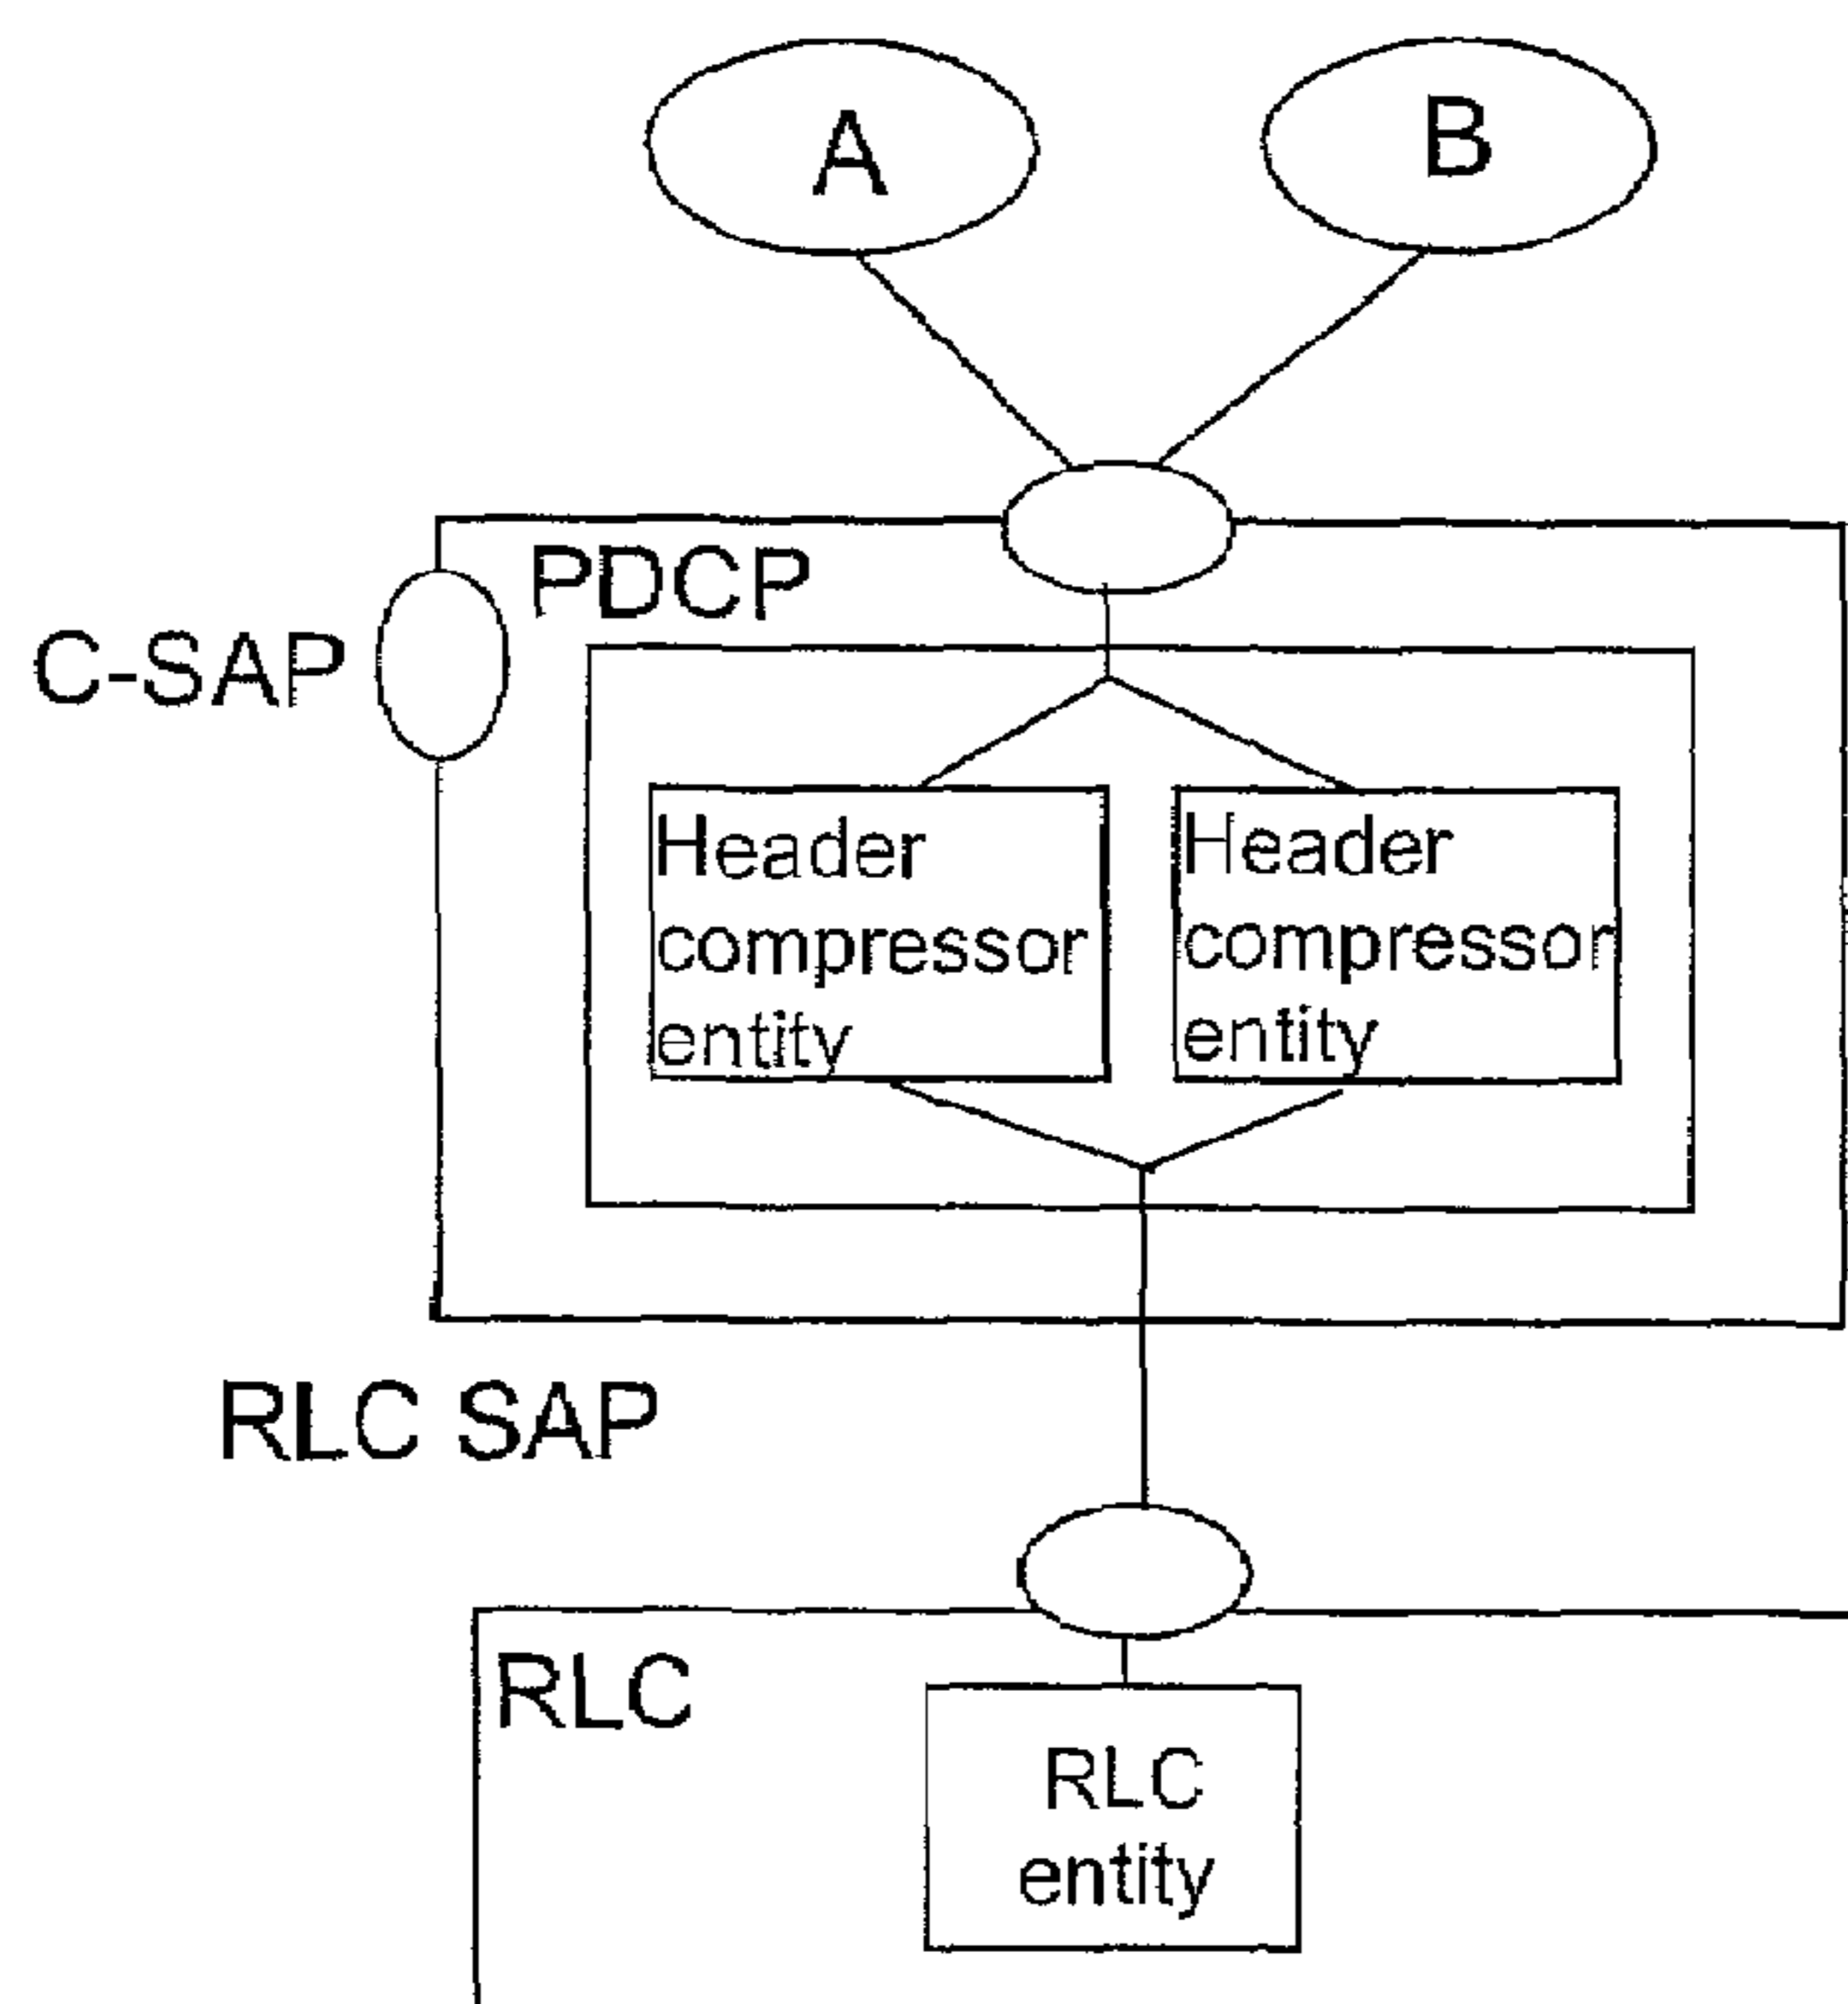 A
B
PDCP
C-SAP
Header
compressor
entity
Header
compressor
entity
RLC SAP
RLC
RLC
entity